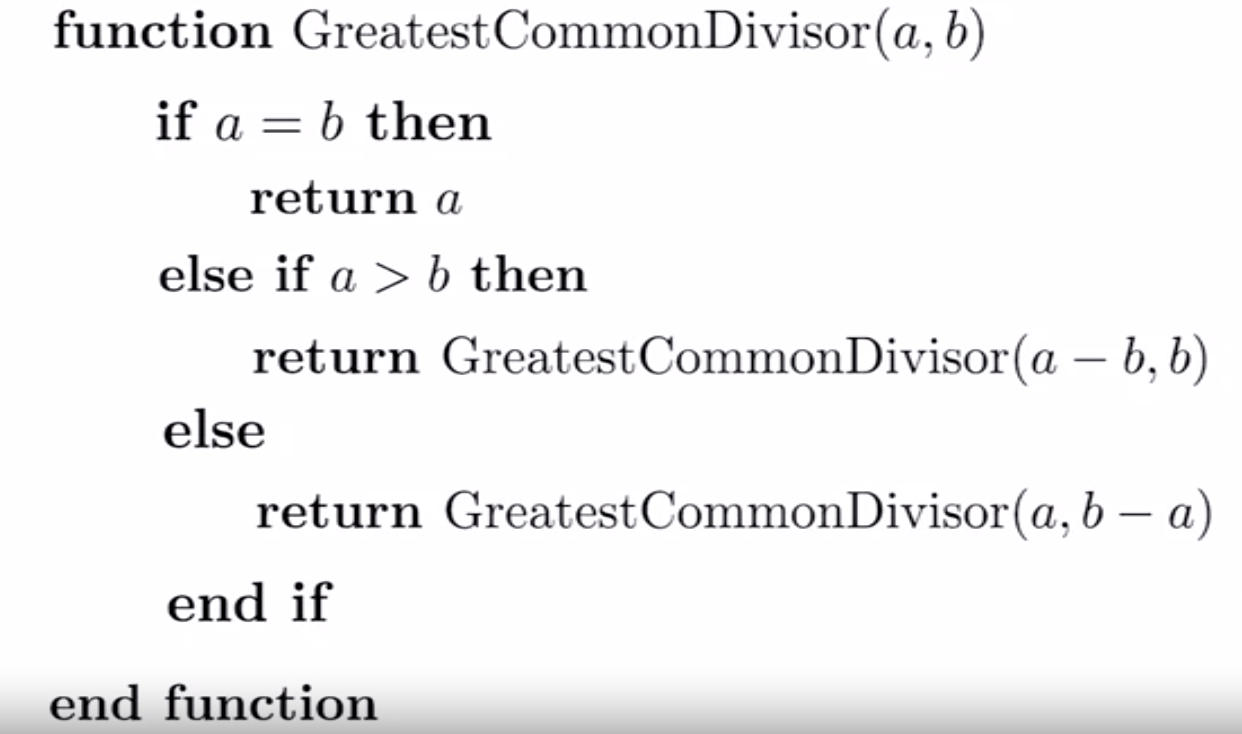 function GreatestCommonDivisor(a, b)
if a = b then
return a
else if a > b then
return GreatestCommonDivisor(a − b, b)
else
return GreatestCommonDivisor(a, b − a)
end if
end function